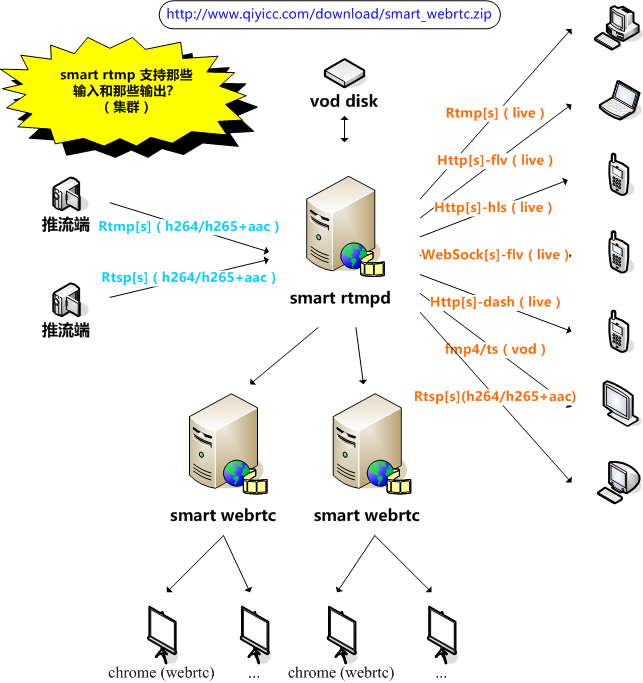 http://www.qiyicc.com/download/smart_webrtc.zip
smart rtmp 支持那些
输入和那些输出?
（集群）
vod disk
推流端
Rtmp[s]（h264/h265+aac）
Rtsp[s]（h264/h265+aac）
推流端
smart rtmpd
Rtmp[s]（live）
Http[s]-flv（live）
Http[s]-hls（live）
WebSock[s]-flv（live）
Http[s]-dash（live）
fmp4/ts（vod）
Rtsp[s](h264/h265+aac)
smart webrtc
smart webrtc
chrome (webrtc)
...
chrome (webrtc)
...